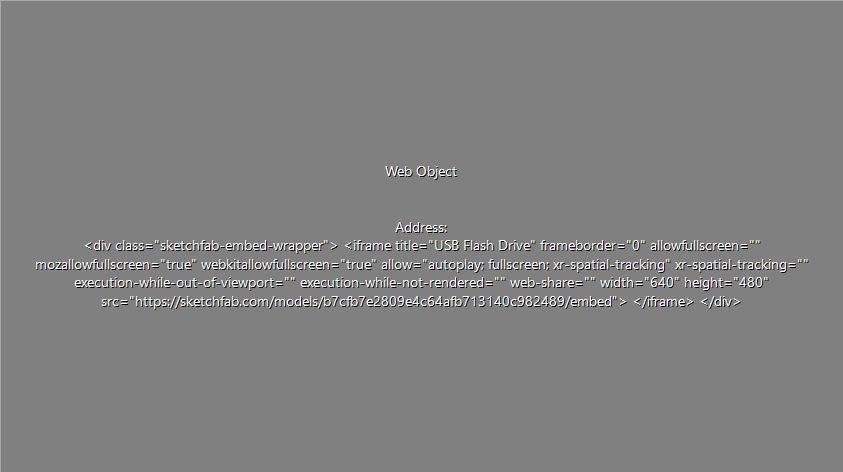 Web Object
Address:
<div class="sketchfab-embed-wrapper"> <iframe title="USB Flash Drive" frameborder="0" allowfullscreen=""
mozallowfullscreen="true" webkitallowfullscreen="true" allow="autoplay; fullscreen; xr-spatial-tracking" xr-spatial-tracking=""
execution-while-out-of-viewport="" execution-while-not-rendered="" web-share="" width="640" height="480"
src="https://sketchfab.com/models/b7cfb7e2809e4c64afb713140c982489/embed"> </iframe> </div>